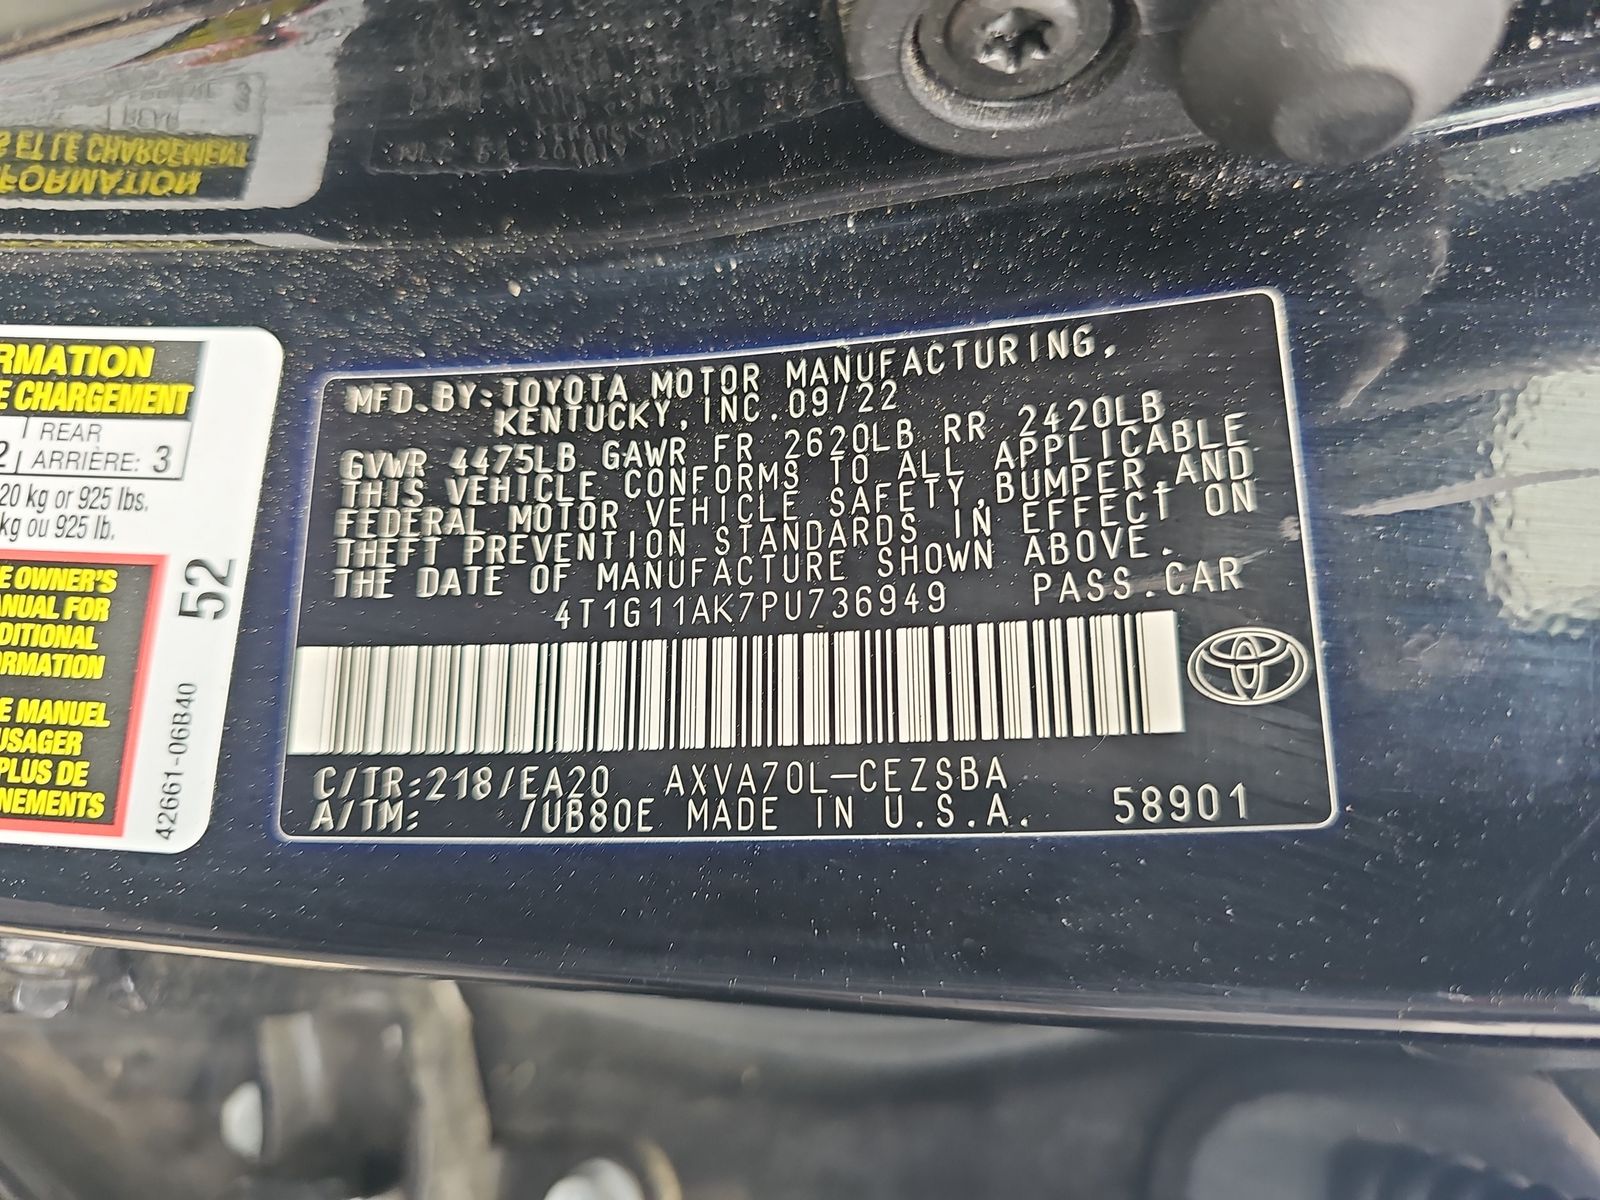 RMATION
E CHARGEMENT
REAR
2 ARRIÈRE: 3
20 kg or 925 lbs.
kg ou 925 lb.
E OWNER'S
ANUAL FOR
DITIONAL
ORMATION
E MANUEL
USAGER
PLUS DE
NEMENTS
52
42661-06B40
MFD.BY:TOYOTA MOTOR MANUFACTURING,
KENTUCKY,INC.09/22
GVWR 4475LB GAWR FR 2620LB RR 2420LB
THIS VEHICLE CONFORMS TO ALL APPLICABLE
FEDERAL MOTOR VEHICLE SAFETY,BUMPER,AND
THEFT PREVENTION STANDARDS IN EFFECT ON
THE DATE OF MANUFACTURE SHOWN ABOVE.
4T1G11AK7PU736949 PASS.CAR
C/TR:218/EA20 AXVA70L-CEZSBA
A/TM: /UB80E MADE IN U.S.A. 58901